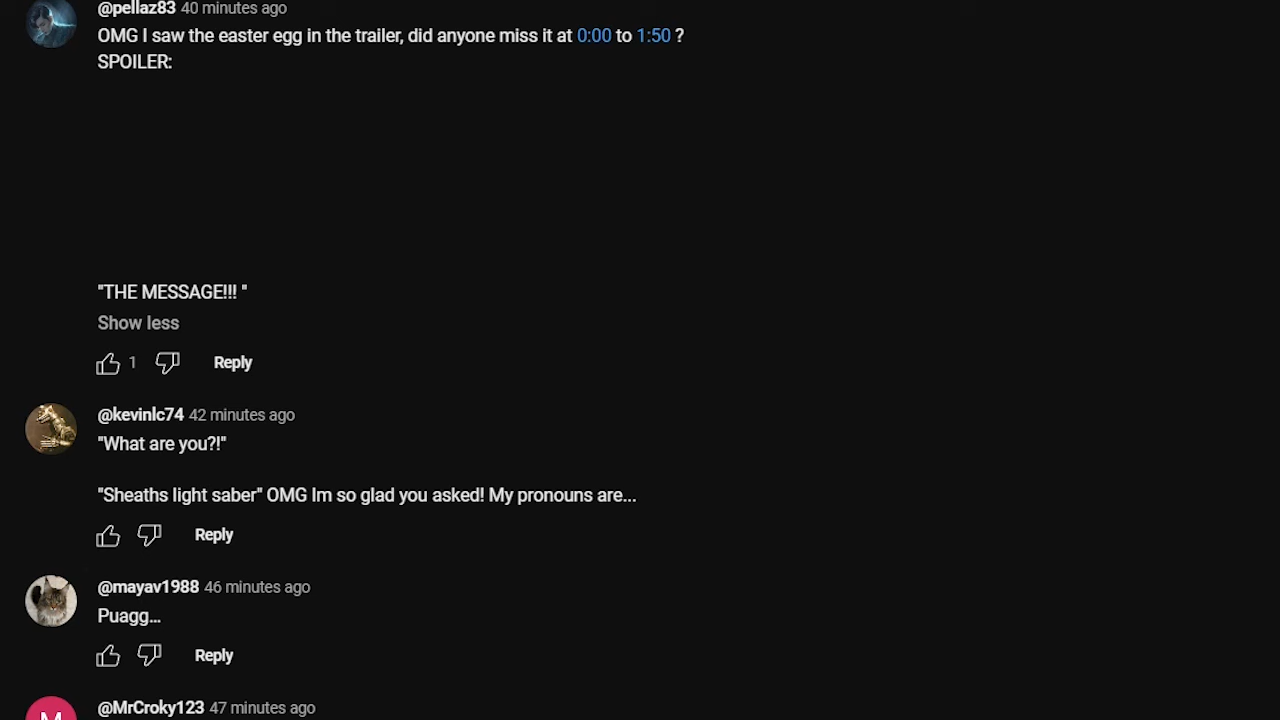 @pellaz83 40 minutes ago
OMG I saw the easter egg in the trailer, did anyone miss it at 0:00 to 1:50 ?
SPOILER:
"THE MESSAGE!!! "
Show less
1 Reply
@kevinlc74 42 minutes ago
"What are you?!"
"Sheaths light saber" OMG Im so glad you asked! My pronouns are...
Reply
@mayav1988 46 minutes ago
Puagg...
Reply
M
@MrCroky123 47 minutes ago